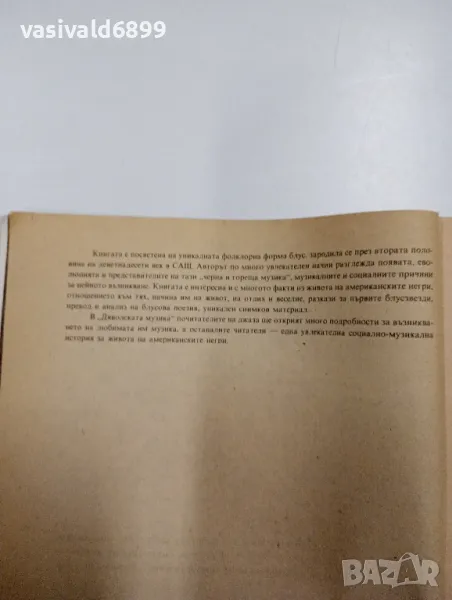 vasivald6899
Книгата е посветена на уникалната фолклорна форма блус, зародила се през втората поло-
вина на деветнадесети век в САЩ. Авторът по много увлекателен начин разглежда появата, ево-
люцията и представителите на тази „черна и гореща музика“, музикалните и социалните причини
за нейното възникване. Книгата е интересна и с многото факти от живота на американските негри,
отношението към тях, начина им на живот, на отдих и веселие, разкази за първите блусзвезди,
превод и анализ на блусова поезия, уникален снимков материал.
В „Дяволската музика“ почитателите на джаза ще открият много подробности за възниква-
нето на любимата им музика, а останалите читатели — една увлекателна социално-музикална
история за живота на американските негри.
BAZAR